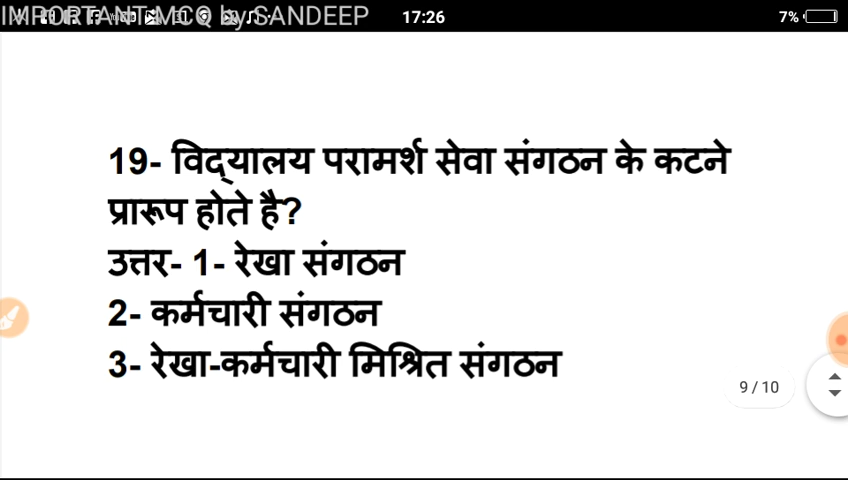 IMPORTANT MCQ by SANDEEP
17:26
7%
19- विद्यालय परामर्श सेवा संगठन के कटने
प्रारूप होते है?
उत्तर- 1- रेखा संगठन
2- कर्मचारी संगठन
3- रेखा-कर्मचारी मिश्रित संगठन
9 / 10